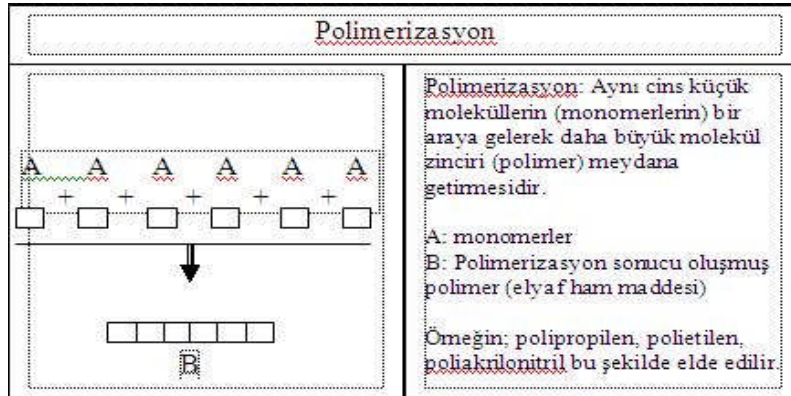 Polimerizasyon
A A A A A A
+ + + + +
B
Polimerizasyon: Aynı cins küçük
moleküllerin (monomerlerin) bir
araya gelerek daha büyük molekül
zinciri (polimer) meydana
getirmesidir.
A: monomerler
B: Polimerizasyon sonucu oluşmuş
polimer (elyaf ham maddesi)
Örneğin; polipropilen, polietilen,
poliakrilonitril bu şekilde elde edilir.